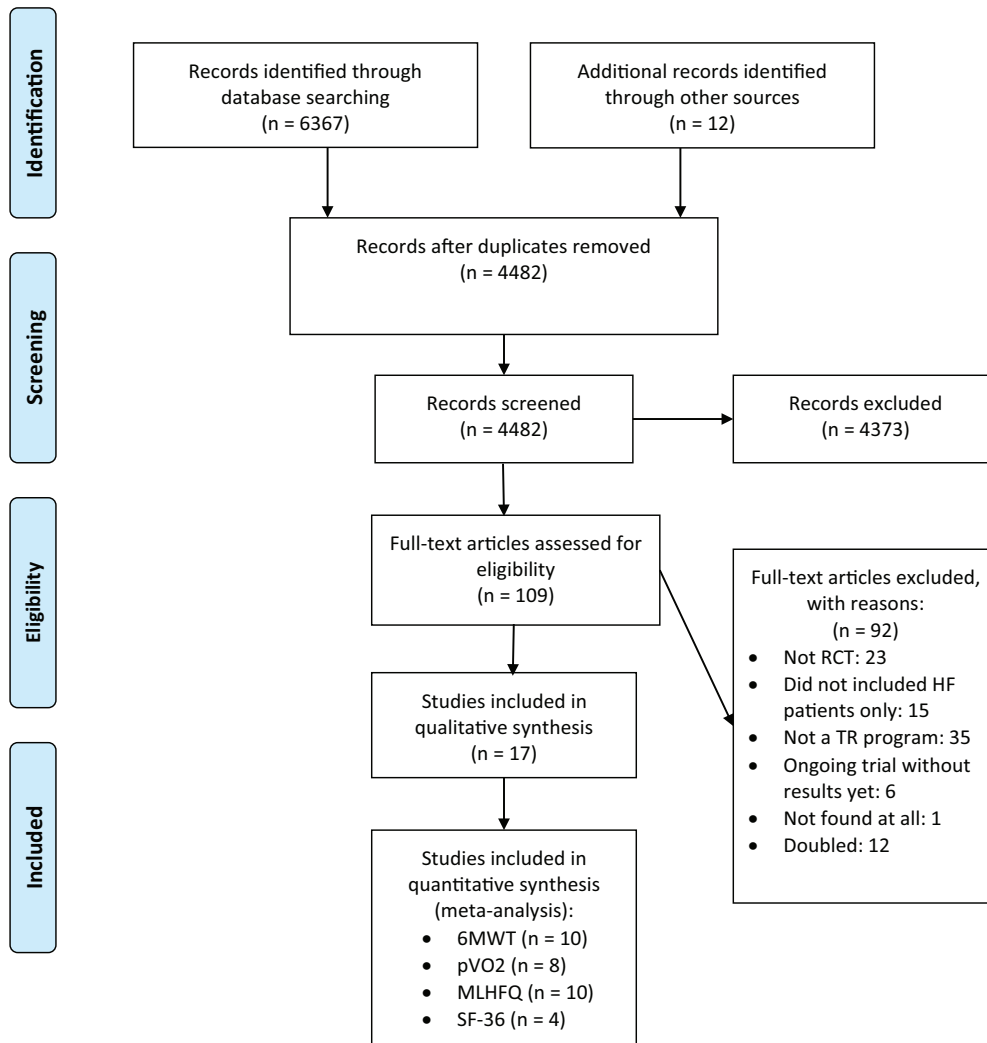 Identification
Records identified through
database searching
(n = 6367)
Additional records identified
through other sources
(n = 12)
Records after duplicates removed
(n = 4482)
Screening
Records screened
(n = 4482)
Records excluded
(n = 4373)
Eligibility
Full-text articles assessed for
eligibility
(n = 109)
Full-text articles excluded,
with reasons:
(n = 92)
• Not RCT: 23
• Did not included HF
patients only: 15
• Not a TR program: 35
• Ongoing trial without
results yet: 6
• Not found at all: 1
• Doubled: 12
Studies included in
qualitative synthesis
(n = 17)
Included
Studies included in
quantitative synthesis
(meta-analysis):
• 6MWT (n = 10)
• pVO2 (n = 8)
• MLHFQ (n = 10)
• SF-36 (n = 4)